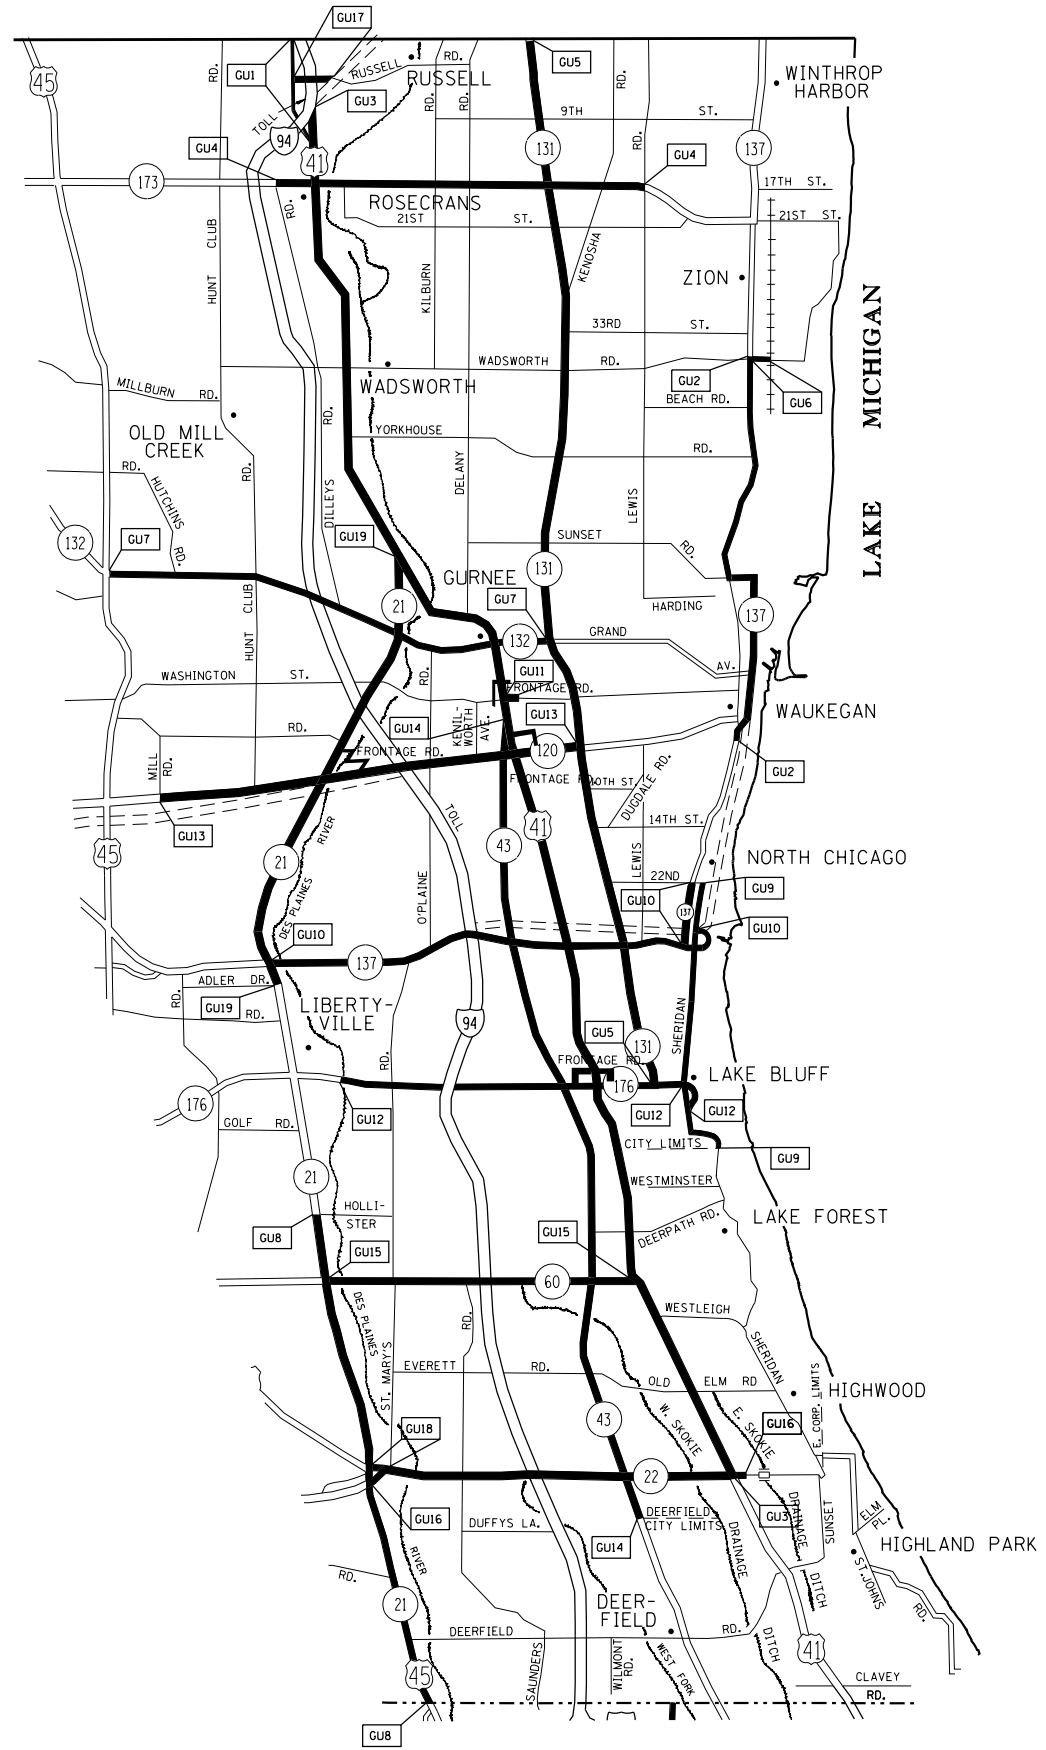 GU17
45
RD.
GU1
RUSSELL
RD.
RUSSELL
GU5
RD.
WINTHROP
HARBOR
GU3
RD.
RD.
TOLL
9TH ST.
94
GU4
41
131
RD.
GU4
137
173
17TH ST.
ROSECRANS
RD.
21ST ST.
21ST ST.
HUNT CLUB
KILBURN
KENOSHA
ZION
LAKE MICHIGAN
33RD ST.
WADSWORTH RD.
WADSWORTH
GU2
MILLBURN RD.
BEACH RD.
GU6
RD.
OLD MILL
CREEK
YORKHOUSE RD.
RD.
RD.
DELANY
HUTCHINS RD.
DILLEYS
LEWIS
132
GU7
GU19
SUNSET RD.
GURNEE
131
HUNT CLUB
21
GU7
HARDING
137
132
GRAND AV.
WASHINGTON ST.
RD.
GU11
FRONTAGE RD.
GU14
KENIL-
WORTH
AVE.
GU13
WAUKEGAN
RD.
FRONTAGE RD.
120
MILL RD.
FRONTAGE RD.
10TH ST.
DUGDALE RD.
GU2
GU13
TOLL
41
14TH ST.
45
RIVER
43
21
LEWIS
NORTH CHICAGO
DES PLAINES
O'PLAINE
22ND
GU9
GU10
137
GU10
GU10
137
ADLER DR.
RD.
GU19
RD.
LIBERTY-
VILLE
94
GU5
SHERIDAN
131
RD.
FRONTAGE RD.
LAKE BLUFF
176
176
GU12
GU12
GU12
GOLF RD.
CITY LIMITS
GU9
21
WESTMINSTER
HOLLI-
STER
GU8
GU15
GU15
DEERPATH RD.
LAKE FOREST
60
DES PLAINES
RD.
WESTLEIGH
ST. MARY'S
SHERIDAN
EVERETT RD.
OLD ELM RD
HIGHWOOD
E. CORP. LIMITS
43
W. SKOKIE
E. SKOKIE
GU16
GU18
22
GU16
DUFFYS LA.
DEERFIELD
CITY LIMITS
GU3
DRAINAGE
DRAINAGE
SUNSET
ELM PL.
HIGHLAND PARK
GU14
RIVER
RD.
21
DITCH
ST. JOHNS
RD.
DEER-
FIELD
DEERFIELD RD.
DITCH
41
SAUNDERS
WILMONT
RD.
WEST FORK
45
CLAVEY
RD.
GU8